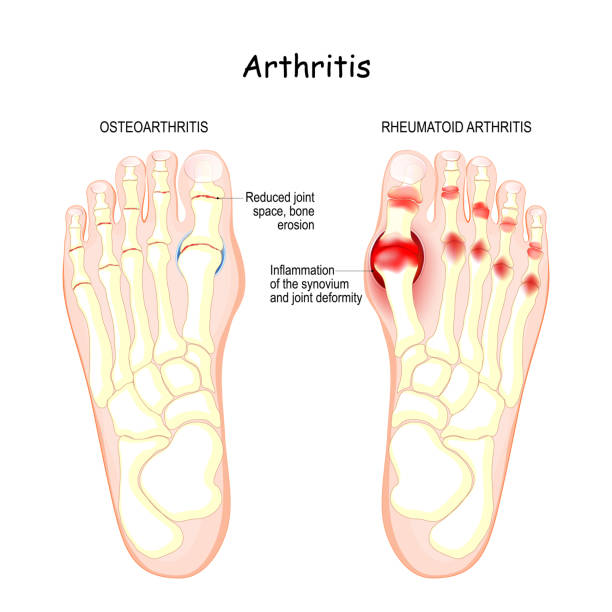 Arthritis
OSTEOARTHRITIS
RHEUMATOID ARTHRITIS
Reduced joint
space, bone
erosion
Inflammation
of the synovium
and joint deformity